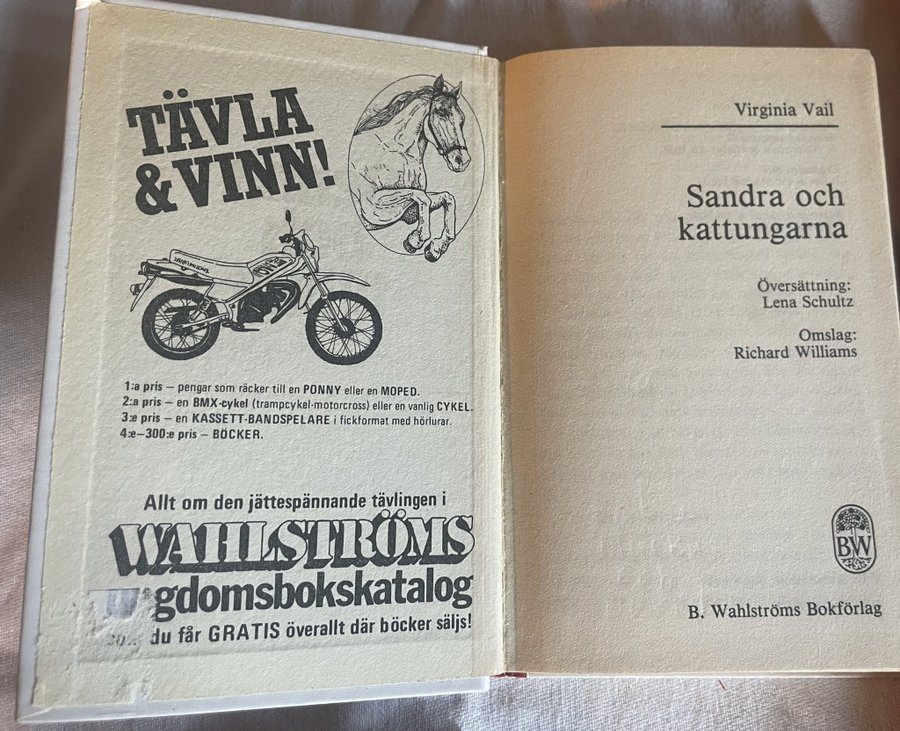 TÄVLA
& VINN!
1:a pris – pengar som räcker till en PONNY eller en MOPED.
2:a pris – en BMX-cykel (trampcykel-motorcross) eller en vanlig CYKEL.
3:e pris – en KASSETT-BANDSPELARE i fickformat med hörlurar.
4:e–300:e pris – BÖCKER.
Allt om den jättespännande tävlingen i
WAHLSTRÖMS
gdomsbokskatalog
du får GRATIS överallt där böcker säljs!
Virginia Vail
Sandra och
kattungarna
Översättning:
Lena Schultz
Omslag:
Richard Williams
BW
B. Wahlströms Bokförlag